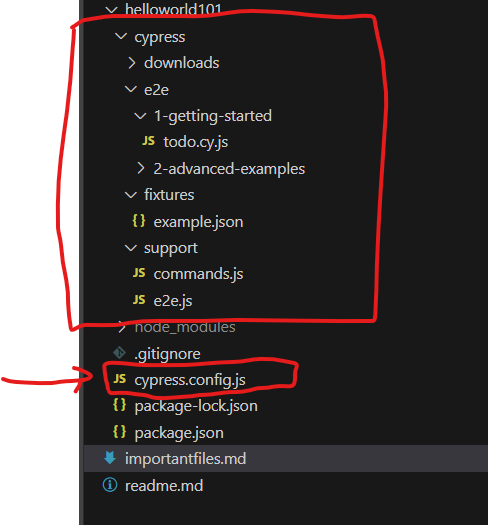 helloworld101
cypress
downloads
e2e
1-getting-started
JS todo.cy.js
2-advanced-examples
fixtures
{} example.json
support
JS commands.js
JS e2e.js
node_modules
.gitignore
JS cypress.config.js
{} package-lock.json
{} package.json
importantfiles.md
readme.md